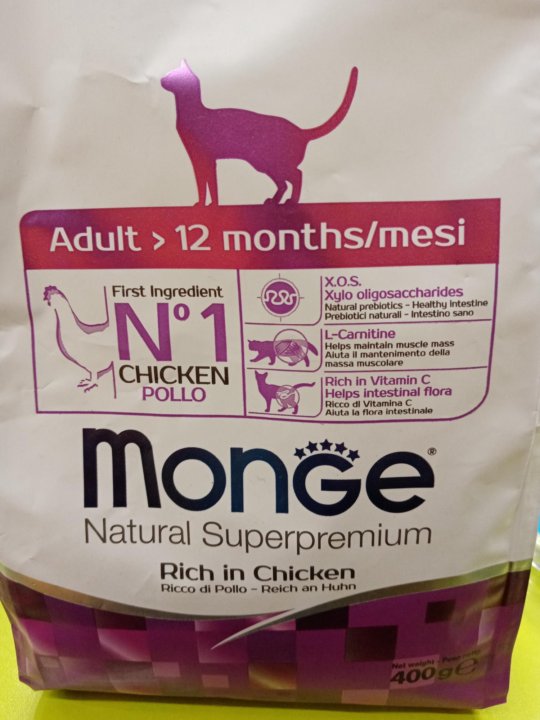 Adult > 12 months/mesi
First Ingredient
N° 1
CHICKEN
POLLO
X.O.S.
Xylo oligosaccharides
Natural prebiotics - Healthy Intestine
Prebiotici naturali - Intestino sano
L-Carnitine
Helps maintain muscle mass
Aiuta il mantenimento della
massa muscolare
Rich in Vitamin C
Helps intestinal flora
Ricco di Vitamina C
Aiuta la flora intestinale
monGe®
Natural Superpremium
Rich in Chicken
Ricco di Pollo - Reich an Huhn
Net weight - Peso netto
400g e